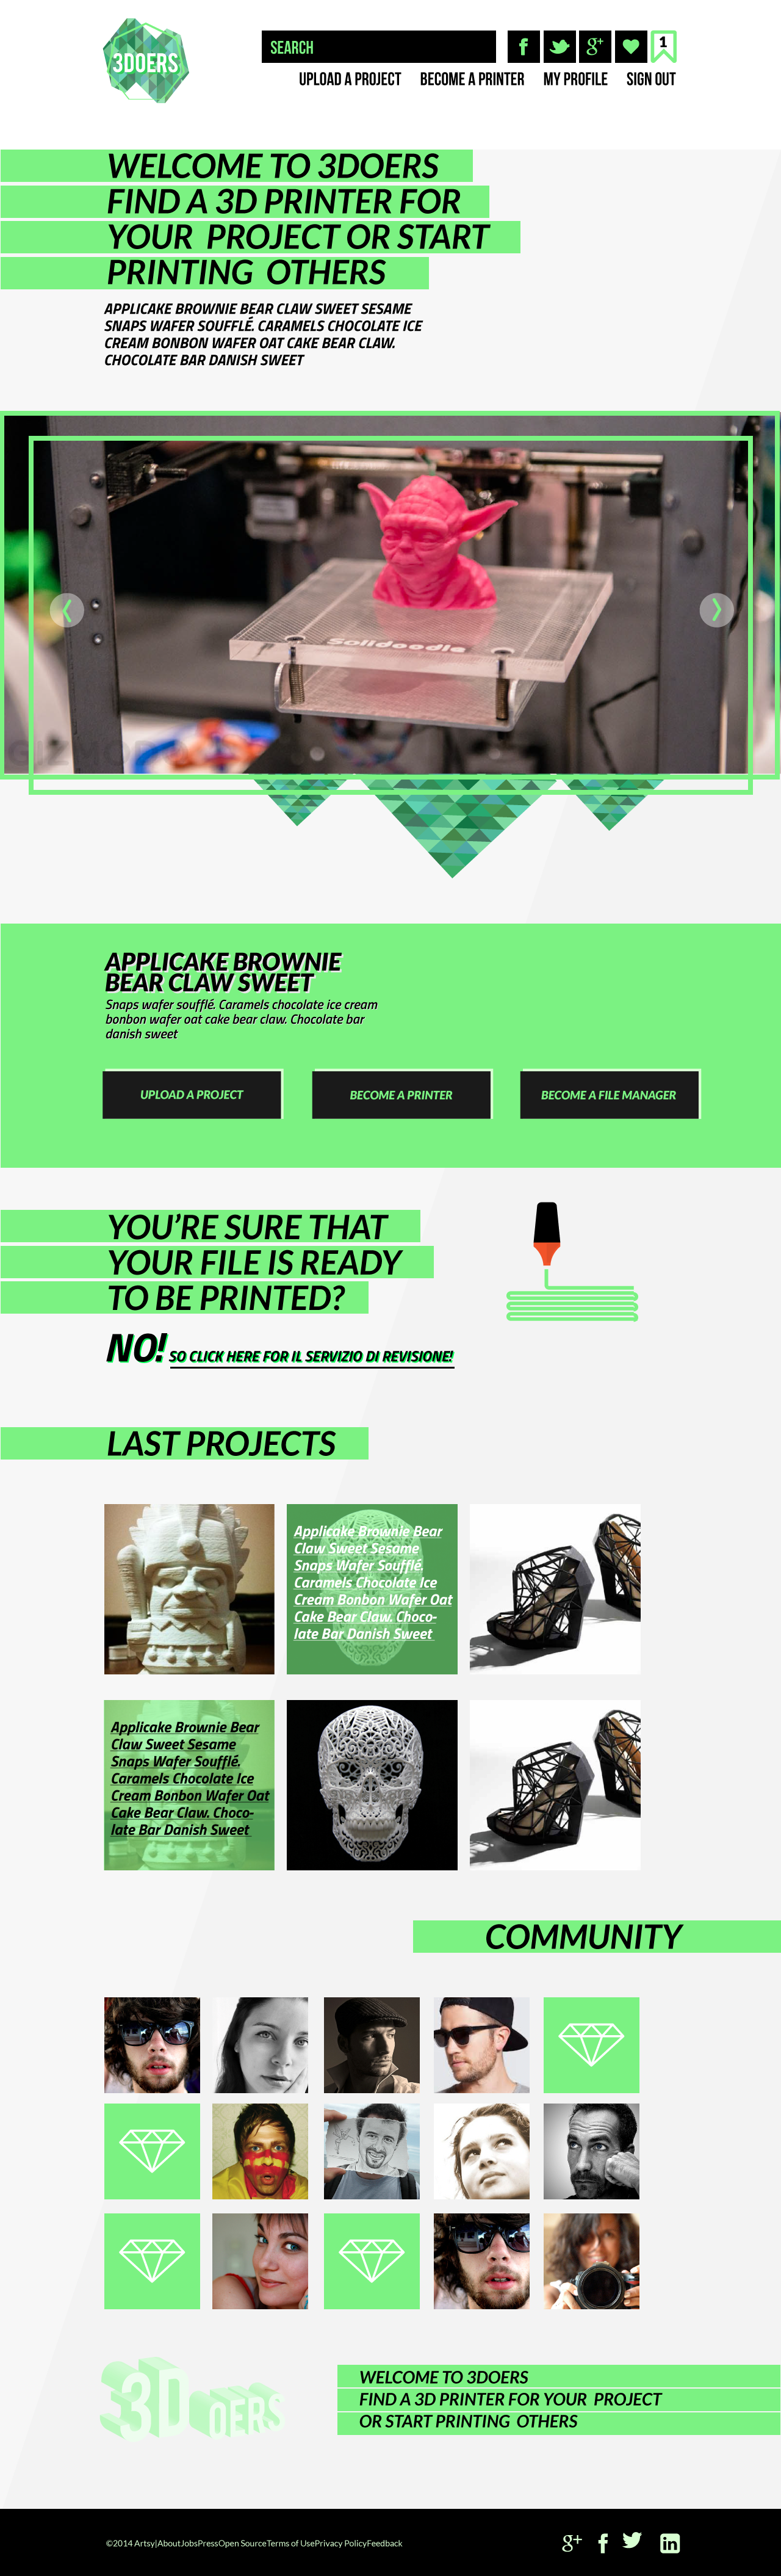 3DOERS
SEARCH
1
UPLOAD A PROJECT BECOME A PRINTER MY PROFILE SIGN OUT
WELCOME TO 3DOERS
FIND A 3D PRINTER FOR
YOUR PROJECT OR START
PRINTING OTHERS
APPLICAKE BROWNIE BEAR CLAW SWEET SESAME
SNAPS WAFER SOUFFLÉ. CARAMELS CHOCOLATE ICE
CREAM BONBON WAFER OAT CAKE BEAR CLAW.
CHOCOLATE BAR DANISH SWEET
Solidoodle
APPLICAKE BROWNIE
BEAR CLAW SWEET
Snaps wafer soufflé. Caramels chocolate ice cream
bonbon wafer oat cake bear claw. Chocolate bar
danish sweet
UPLOAD A PROJECT
BECOME A PRINTER
BECOME A FILE MANAGER
YOU'RE SURE THAT
YOUR FILE IS READY
TO BE PRINTED?
NO! SO CLICK HERE FOR IL SERVIZIO DI REVISIONE!
LAST PROJECTS
Applicake Brownie Bear
Claw Sweet Sesame
Snaps Wafer Soufflé.
Caramels Chocolate Ice
Cream Bonbon Wafer Oat
Cake Bear Claw. Choco-
late Bar Danish Sweet
Applicake Brownie Bear
Claw Sweet Sesame
Snaps Wafer Soufflé.
Caramels Chocolate Ice
Cream Bonbon Wafer Oat
Cake Bear Claw. Choco-
late Bar Danish Sweet
COMMUNITY
3DOERS
WELCOME TO 3DOERS
FIND A 3D PRINTER FOR YOUR PROJECT
OR START PRINTING OTHERS
©2014 Artsy|AboutJobsPressOpen SourceTerms of UsePrivacy PolicyFeedback